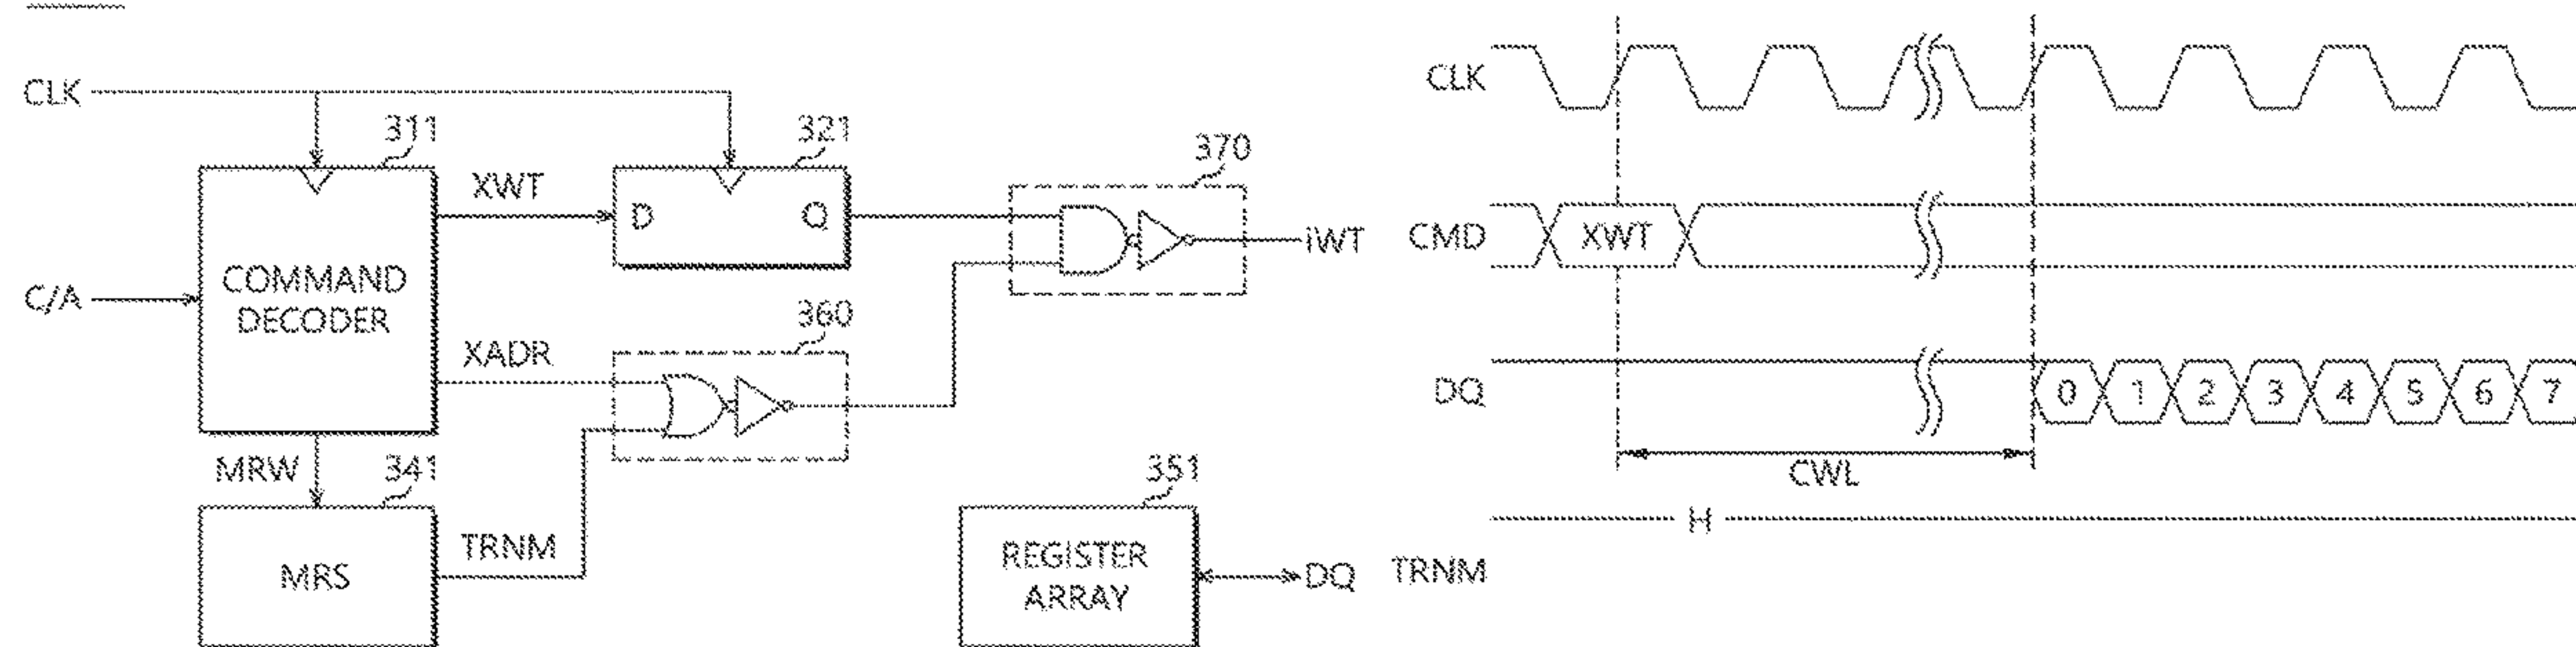 CLK
311
321
370
XWT
D
Q
iWT
C/A
COMMAND
DECODER
360
XADR
MRW
341
351
TRNM
MRS
REGISTER
ARRAY
DQ
CLK
CMD
XWT
DQ
0 1 2 3 4 5 6 7
CWL
H
TRNM